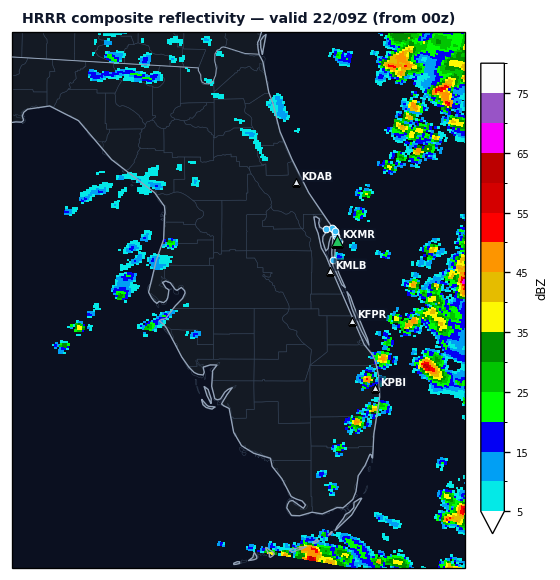 HRRR composite reflectivity — valid 22/09Z (from 00z)
KDAB
KXMR
KMLB
KFPR
KPBI
75
65
55
45
35
25
15
5
dBZ